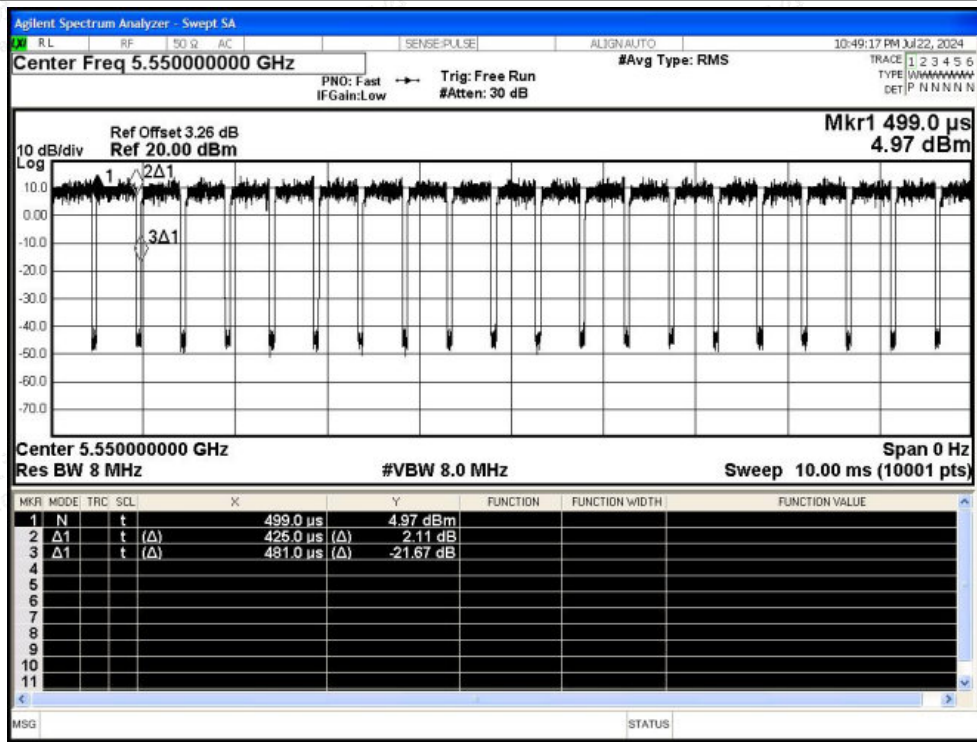 Agilent Spectrum Analyzer - Swept SA
RL RF 50 Ω AC SENSE:PULSE ALIGNAUTO 10:49:17 PM Jul 22, 2024
Center Freq 5.550000000 GHz #Avg Type: RMS TRACE 1 2 3 4 5 6
PNO: Fast Trig: Free Run TYPE
IFGain:Low #Atten: 30 dB DET P N N N N N
Mkr1 499.0 µs
Ref Offset 3.26 dB
10 dB/div Ref 20.00 dBm 4.97 dBm
Log
1 2Δ1
10.0
0.00
3Δ1
-10.0
-20.0
-30.0
-40.0
-50.0
-60.0
-70.0
Center 5.550000000 GHz Span 0 Hz
Res BW 8 MHz #VBW 8.0 MHz Sweep 10.00 ms (10001 pts)
MKR MODE TRC SCL X Y FUNCTION FUNCTION WIDTH FUNCTION VALUE
1 N t 499.0 µs 4.97 dBm
2 Δ1 t (Δ) 425.0 µs (Δ) 2.11 dB
3 Δ1 t (Δ) 481.0 µs (Δ) -21.67 dB
4
5
6
7
8
9
10
11
MSG STATUS